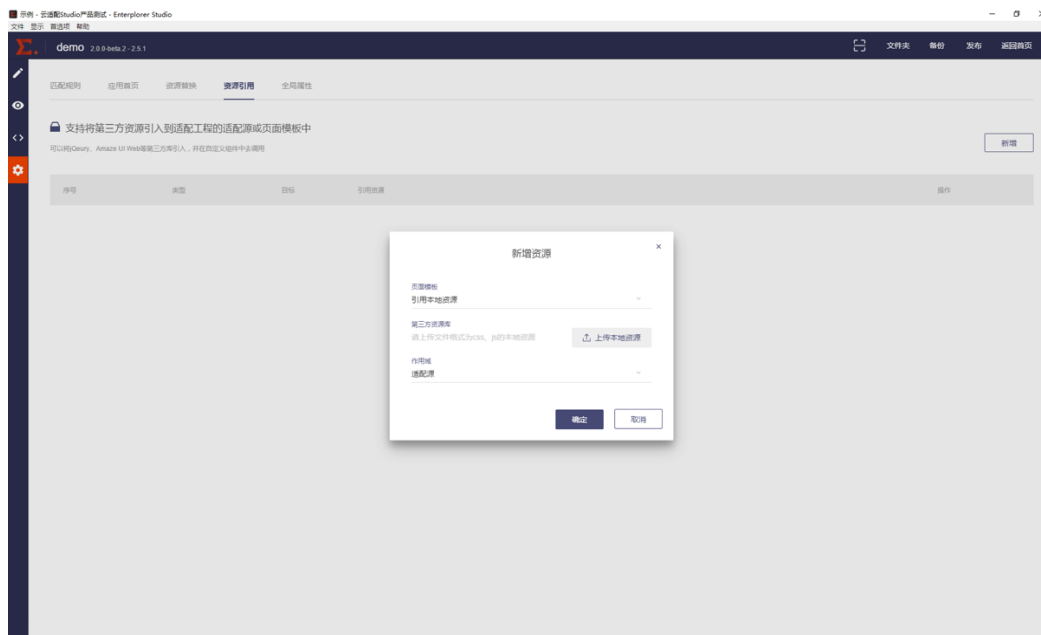 示例 - 云适配Studio产品测试 - Enterplorer Studio
文件 显示 首选项 帮助
demo 2.0.0-beta.2 - 2.5.1 文件夹 备份 发布 返回首页
匹配规则 应用首页 资源替换 资源引用 全局属性
支持将第三方资源引入到适配工程的适配源或页面模板中
可以将jQeury、Amaze UI Web等第三方库引入，并在自定义组件中去调用
新增
序号 类型 目标 引用资源 操作
新增资源
页面模板
引用本地资源
第三方资源库
请上传文件格式为css、js的本地资源 上传本地资源
作用域
适配源
确定 取消